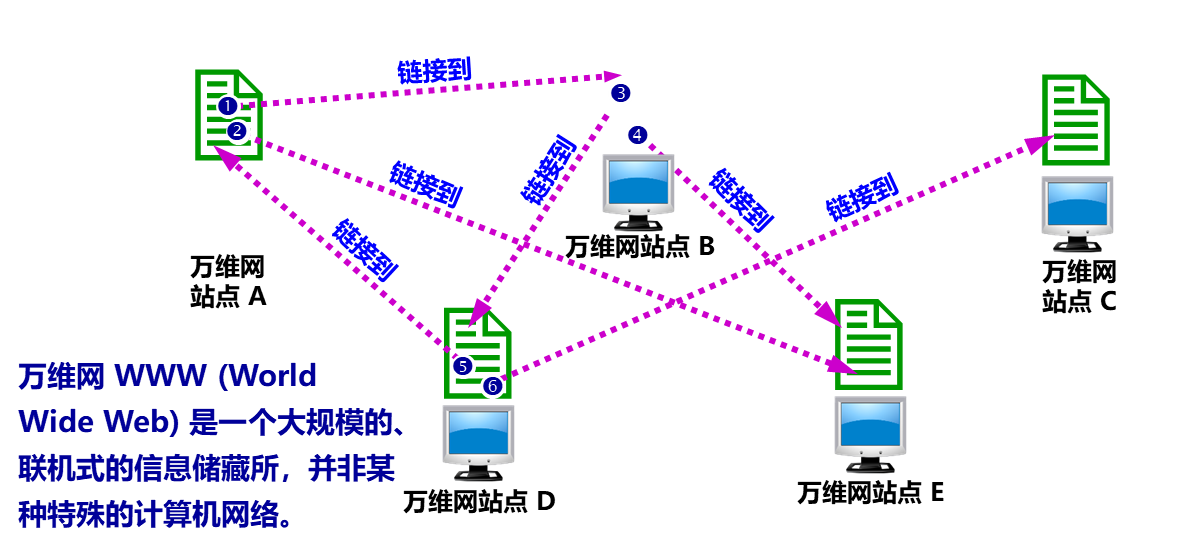 链接到
❶
❸
❷
❹
链接到
链接到
链接到
链接到
链接到
万维网站点 B
万维网
站点 A
万维网
站点 C
❺
❻
万维网 WWW (World
Wide Web) 是一个大规模的、
联机式的信息储藏所，并非某
种特殊的计算机网络。
万维网站点 D
万维网站点 E